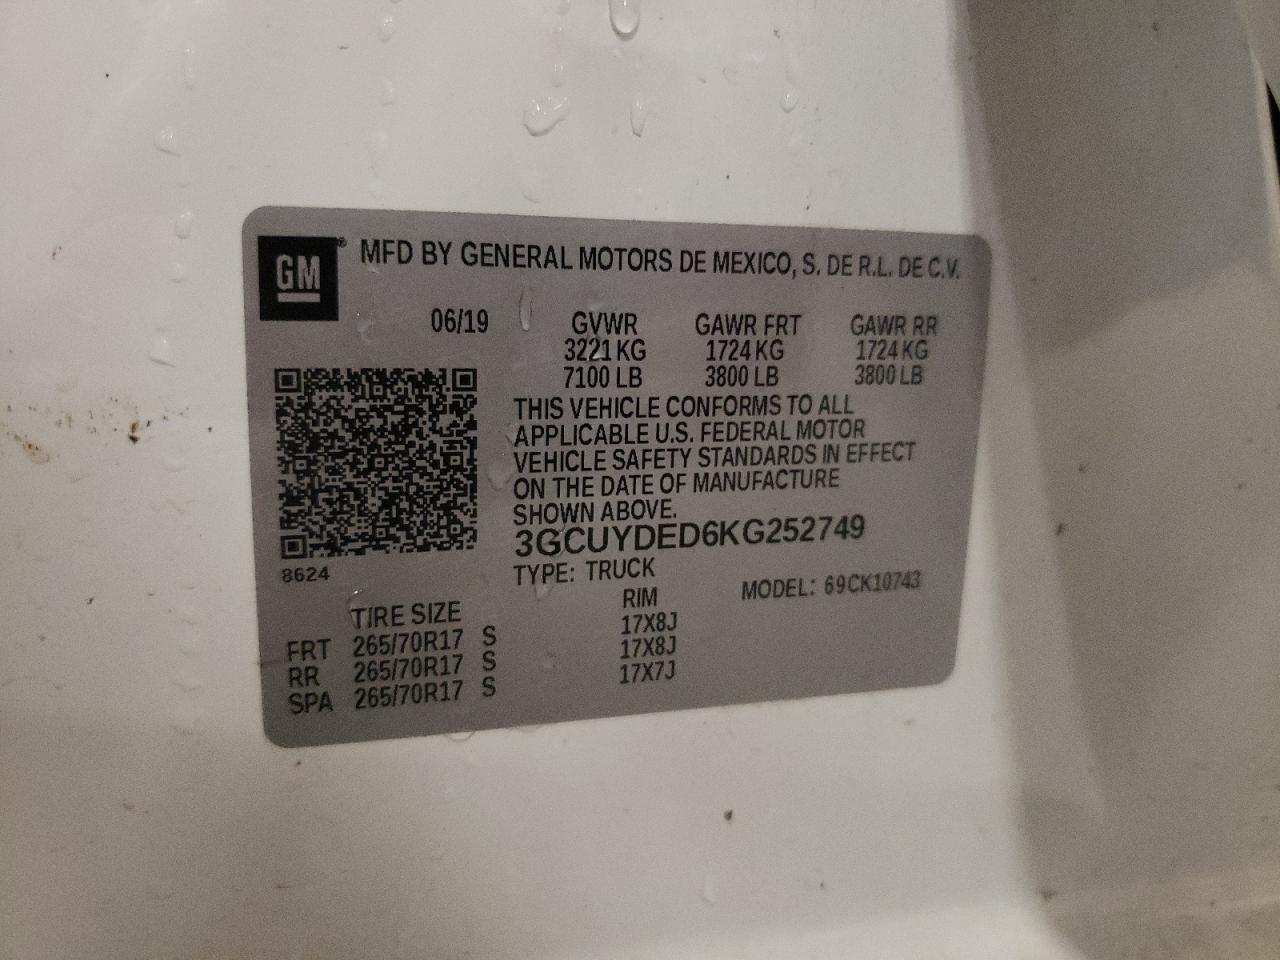 GM
MFD BY GENERAL MOTORS DE MEXICO, S. DE R.L. DE C.V.
06/19 GVWR GAWR FRT GAWR RR
3221 KG 1724 KG 1724 KG
7100 LB 3800 LB 3800 LB
THIS VEHICLE CONFORMS TO ALL
APPLICABLE U.S. FEDERAL MOTOR
VEHICLE SAFETY STANDARDS IN EFFECT
ON THE DATE OF MANUFACTURE
SHOWN ABOVE.
3GCUYDED6KG252749
8624
TYPE: TRUCK MODEL: 69CK10743
TIRE SIZE RIM
FRT 265/70R17 S 17X8J
RR 265/70R17 S 17X8J
SPA 265/70R17 S 17X7J